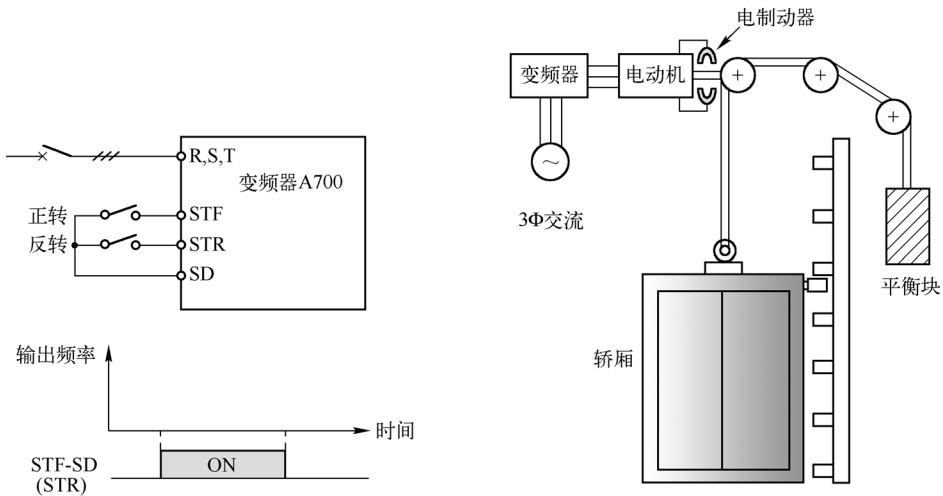 R,S,T
变频器A700
正转
STF
反转
STR
SD
输出频率
时间
STF-SD
(STR)
ON
电制动器
变频器
电动机
+
+
+
~
3Φ交流
平衡块
轿厢